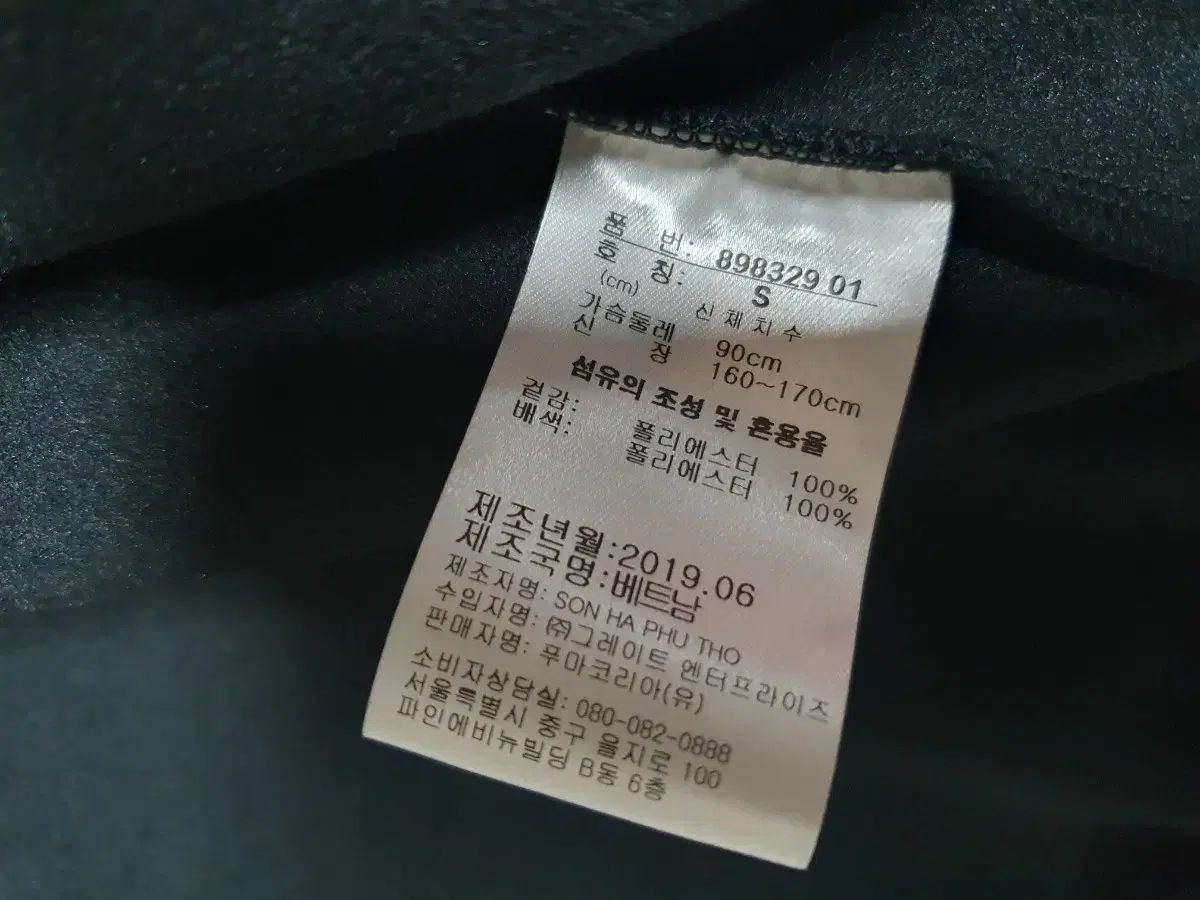 품 번: 898329 01
호 칭: S
(cm) 신체치수
가슴둘레 90cm
신 장 160~170cm
섬유의 조성 및 혼용율
겉감: 폴리에스터 100%
배색: 폴리에스터 100%
제조년월:2019.06
제조국명:베트남
제조자명: SON HA PHU THO
수입자명: ㈜그레이트 엔터프라이즈
판매자명: 푸마코리아(유)
소비자상담실: 080-082-0888
서울특별시 중구 을지로 100
파인에비뉴빌딩 B동 6층